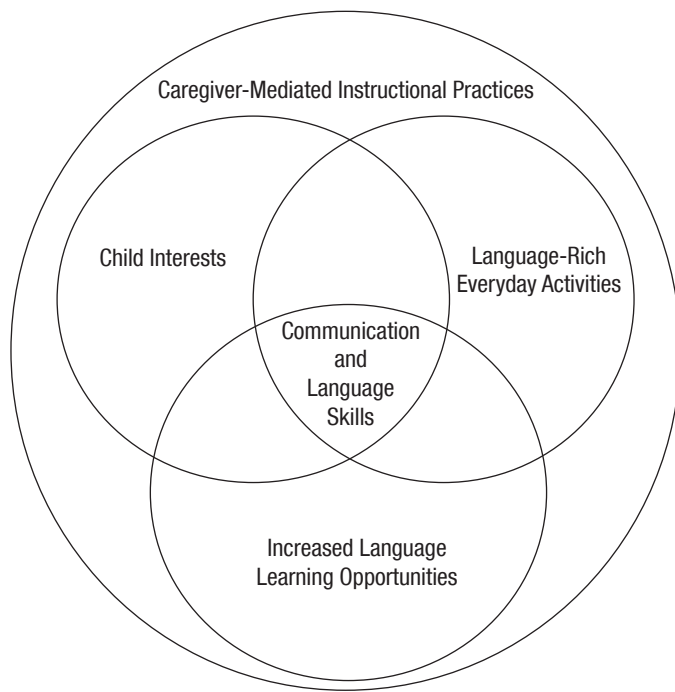 Caregiver-Mediated Instructional Practices
Child Interests
Language-Rich
Everyday Activities
Communication
and
Language
Skills
Increased Language
Learning Opportunities